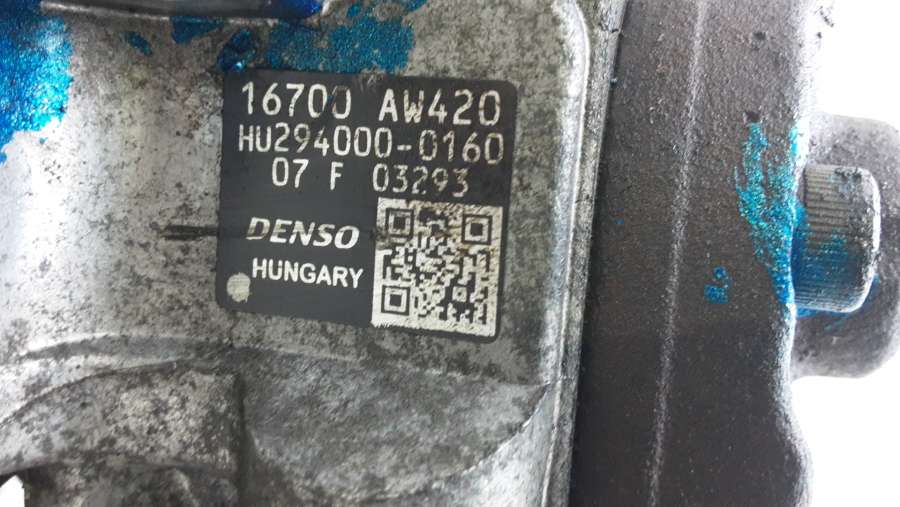 16700 AW420
HU294000-0160
07 F 03293
DENSO
HUNGARY